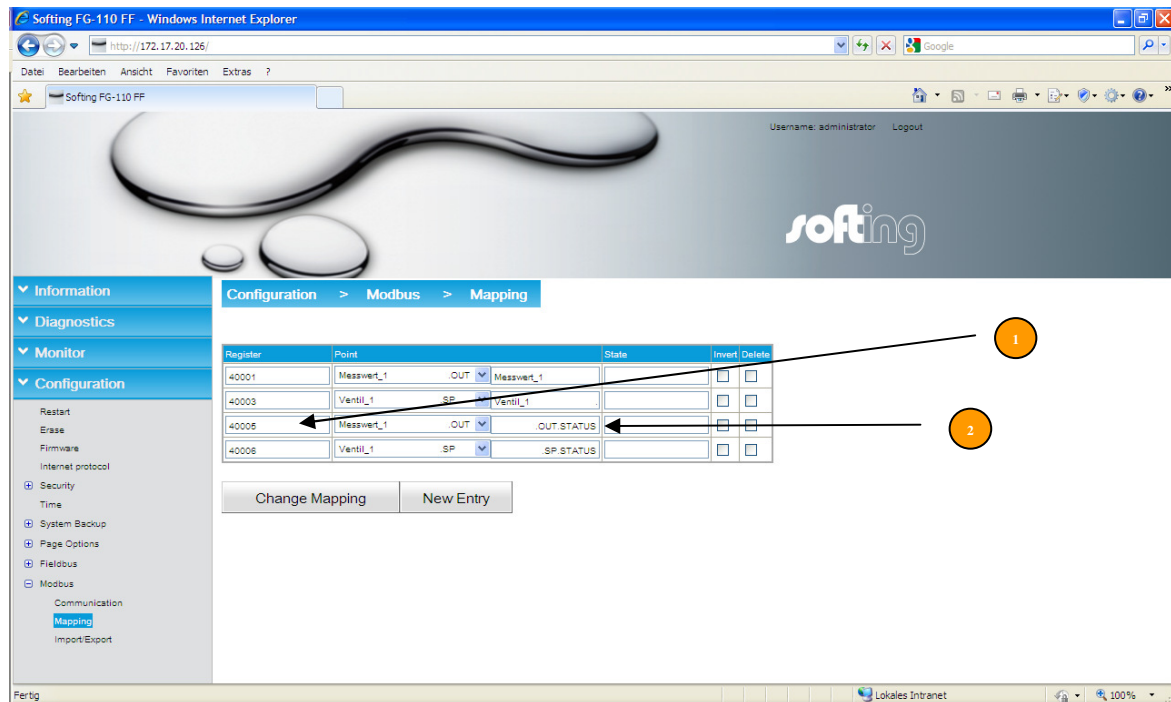 Softing FG-110 FF - Windows Internet Explorer
http://172.17.20.126/
Google
Datei Bearbeiten Ansicht Favoriten Extras ?
Softing FG-110 FF
Username: administrator Logout
softing
Information
Diagnostics
Monitor
Configuration
Restart
Erase
Firmware
Internet protocol
Security
Time
System Backup
Page Options
Fieldbus
Modbus
Communication
Mapping
Import/Export
Configuration > Modbus > Mapping
Register Point State Invert Delete
40001 Messwert_1 .OUT Messwert_1
40003 Ventil_1 .SP Ventil_1 .
40005 Messwert_1 .OUT .OUT.STATUS
40006 Ventil_1 .SP .SP.STATUS
Change Mapping New Entry
1
2
Fertig Lokales Intranet 100%